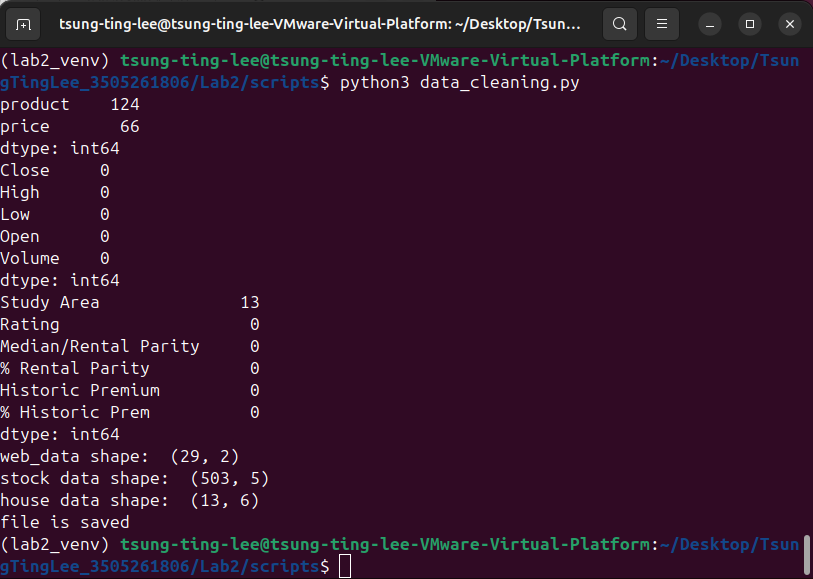 tsung-ting-lee@tsung-ting-lee-VMware-Virtual-Platform: ~/Desktop/Tsun...
(lab2_venv) tsung-ting-lee@tsung-ting-lee-VMware-Virtual-Platform:~/Desktop/Tsun
gTingLee_3505261806/Lab2/scripts$ python3 data_cleaning.py
product    124
price       66
dtype: int64
Close     0
High      0
Low       0
Open      0
Volume    0
dtype: int64
Study Area              13
Rating                   0
Median/Rental Parity     0
% Rental Parity          0
Historic Premium         0
% Historic Prem          0
dtype: int64
web_data shape:  (29, 2)
stock data shape:  (503, 5)
house data shape:  (13, 6)
file is saved
(lab2_venv) tsung-ting-lee@tsung-ting-lee-VMware-Virtual-Platform:~/Desktop/Tsun
gTingLee_3505261806/Lab2/scripts$